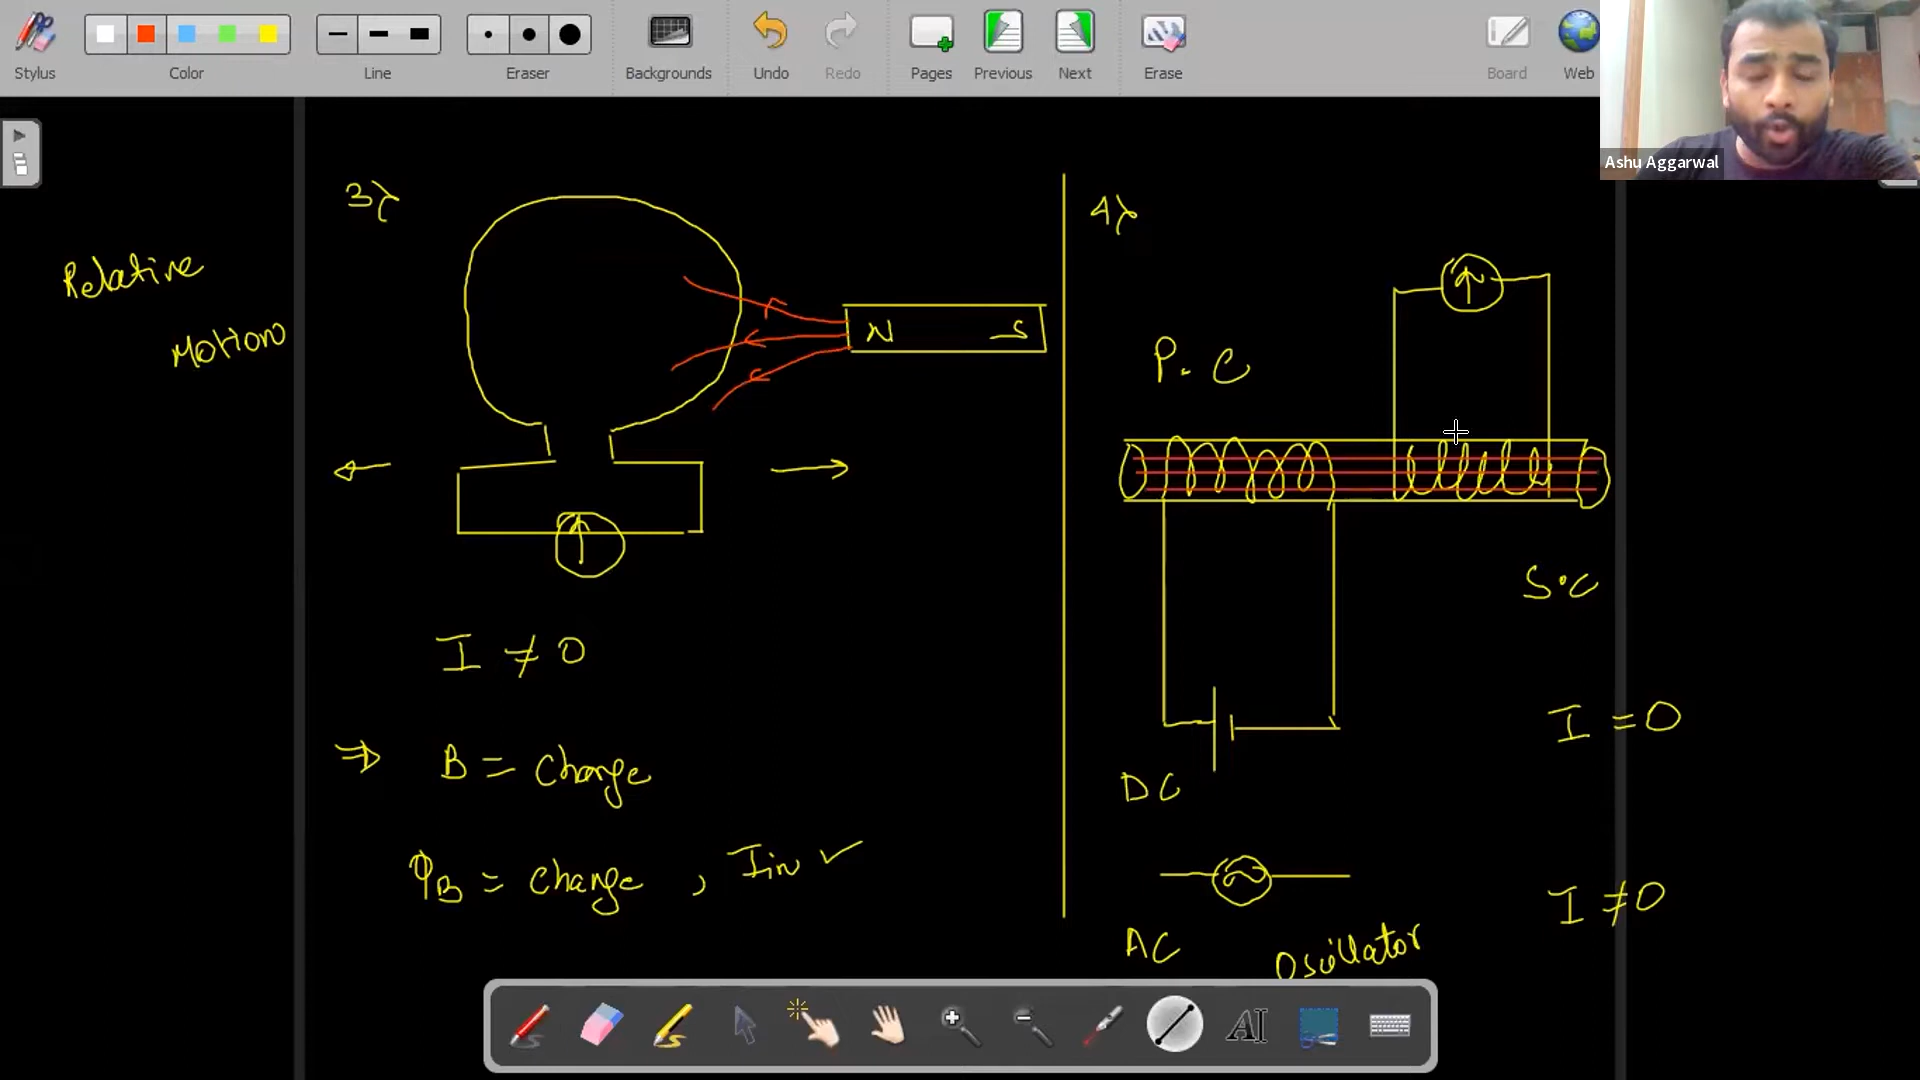 Stylus
Color
Line
Eraser
Backgrounds
Undo
Redo
Pages
Previous
Next
Erase
Board
Web
Ashu Aggarwal
Relative
Motion
3)
N S
I ≠ 0
⇒ B = change
φB = change, Iin ✓
4)
P.C
S.C
DC
I = 0
AC
Oscillator
I ≠ 0